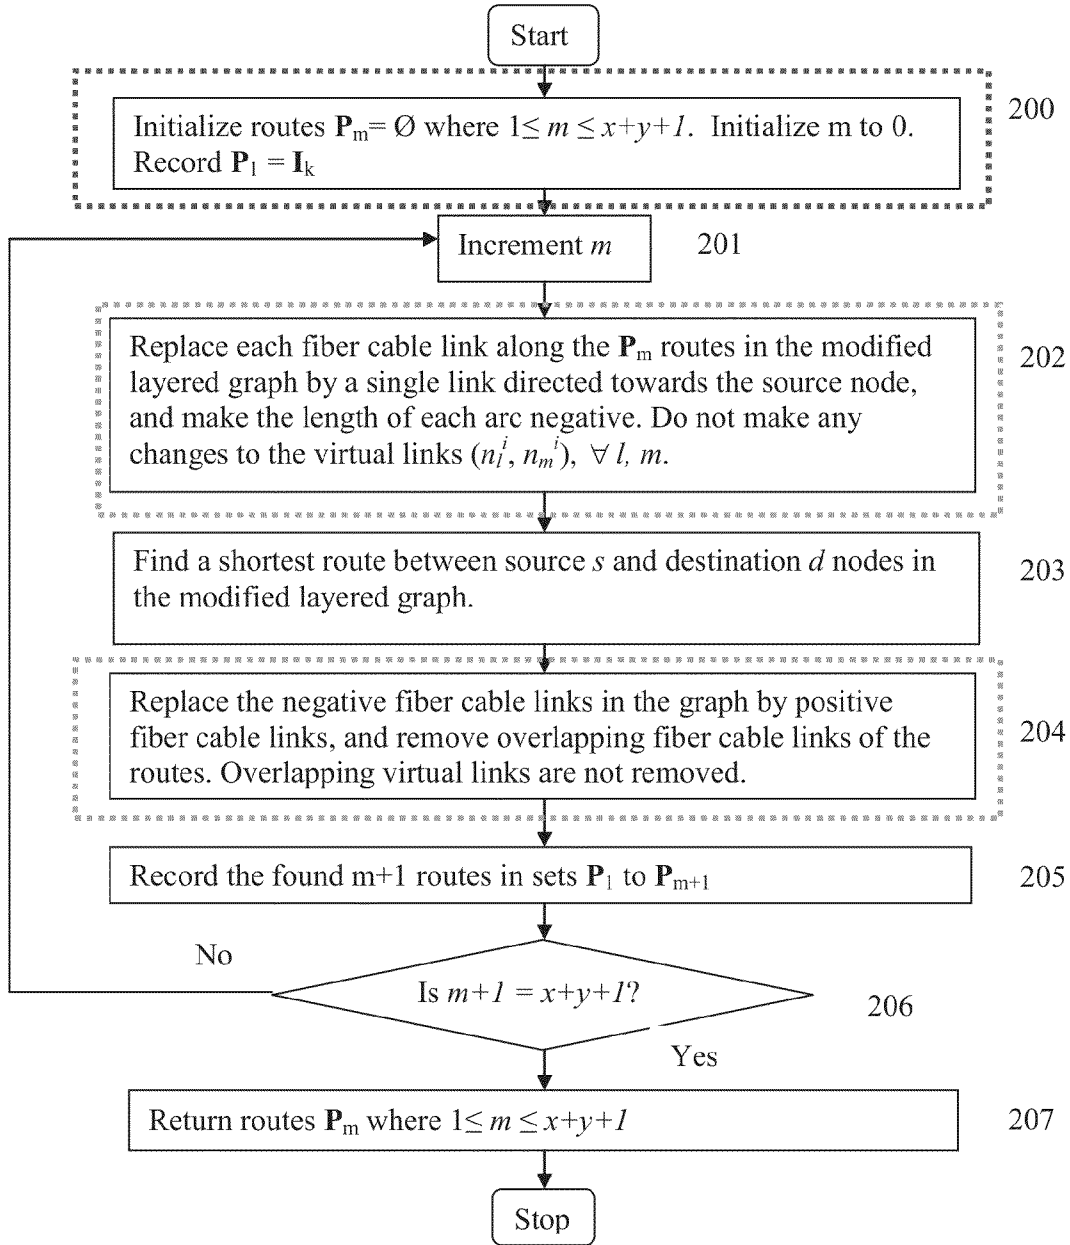 Start
200
Initialize routes Pm= Ø where 1≤ m ≤ x+y+1. Initialize m to 0.
Record P1 = Ik
Increment m
201
Replace each fiber cable link along the Pm routes in the modified
layered graph by a single link directed towards the source node,
and make the length of each arc negative. Do not make any
changes to the virtual links (nl^i, nm^i), ∀ l, m.
202
Find a shortest route between source s and destination d nodes in
the modified layered graph.
203
Replace the negative fiber cable links in the graph by positive
fiber cable links, and remove overlapping fiber cable links of the
routes. Overlapping virtual links are not removed.
204
Record the found m+1 routes in sets P1 to Pm+1
205
No
Is m+1 = x+y+1?
206
Yes
Return routes Pm where 1≤ m ≤ x+y+1
207
Stop